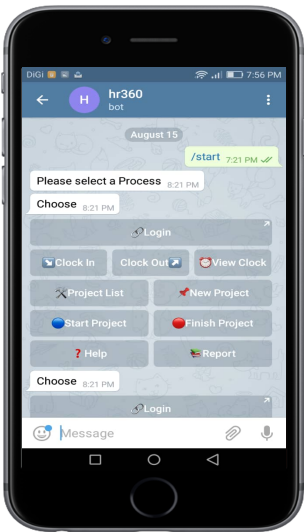 DiGi 7:56 PM
H hr360
bot
August 15
/start 7:21 PM
Please select a Process 8:21 PM
Choose 8:21 PM
Login
Clock In Clock Out View Clock
Project List New Project
Start Project Finish Project
? Help Report
Choose 8:21 PM
Login
Message